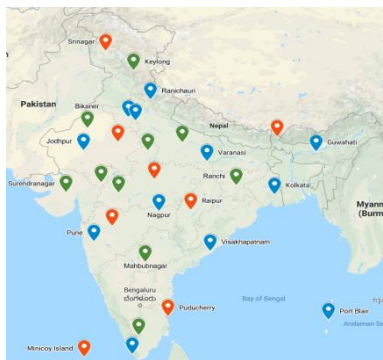 Srinagar
Keylong
Ranichauri
Pakistan
Bikaner
Nepal
Jodhpur
Guwahati
Varanasi
Ranchi
Surendranagar
Kolkata
Raipur
Nagpur
Myanm
(Burm
Pune
Visakhapatnam
Mahbubnagar
Bengaluru
Puducherry
Bay of Bengal
Port Blair
Andaman Se
Minicoy Island